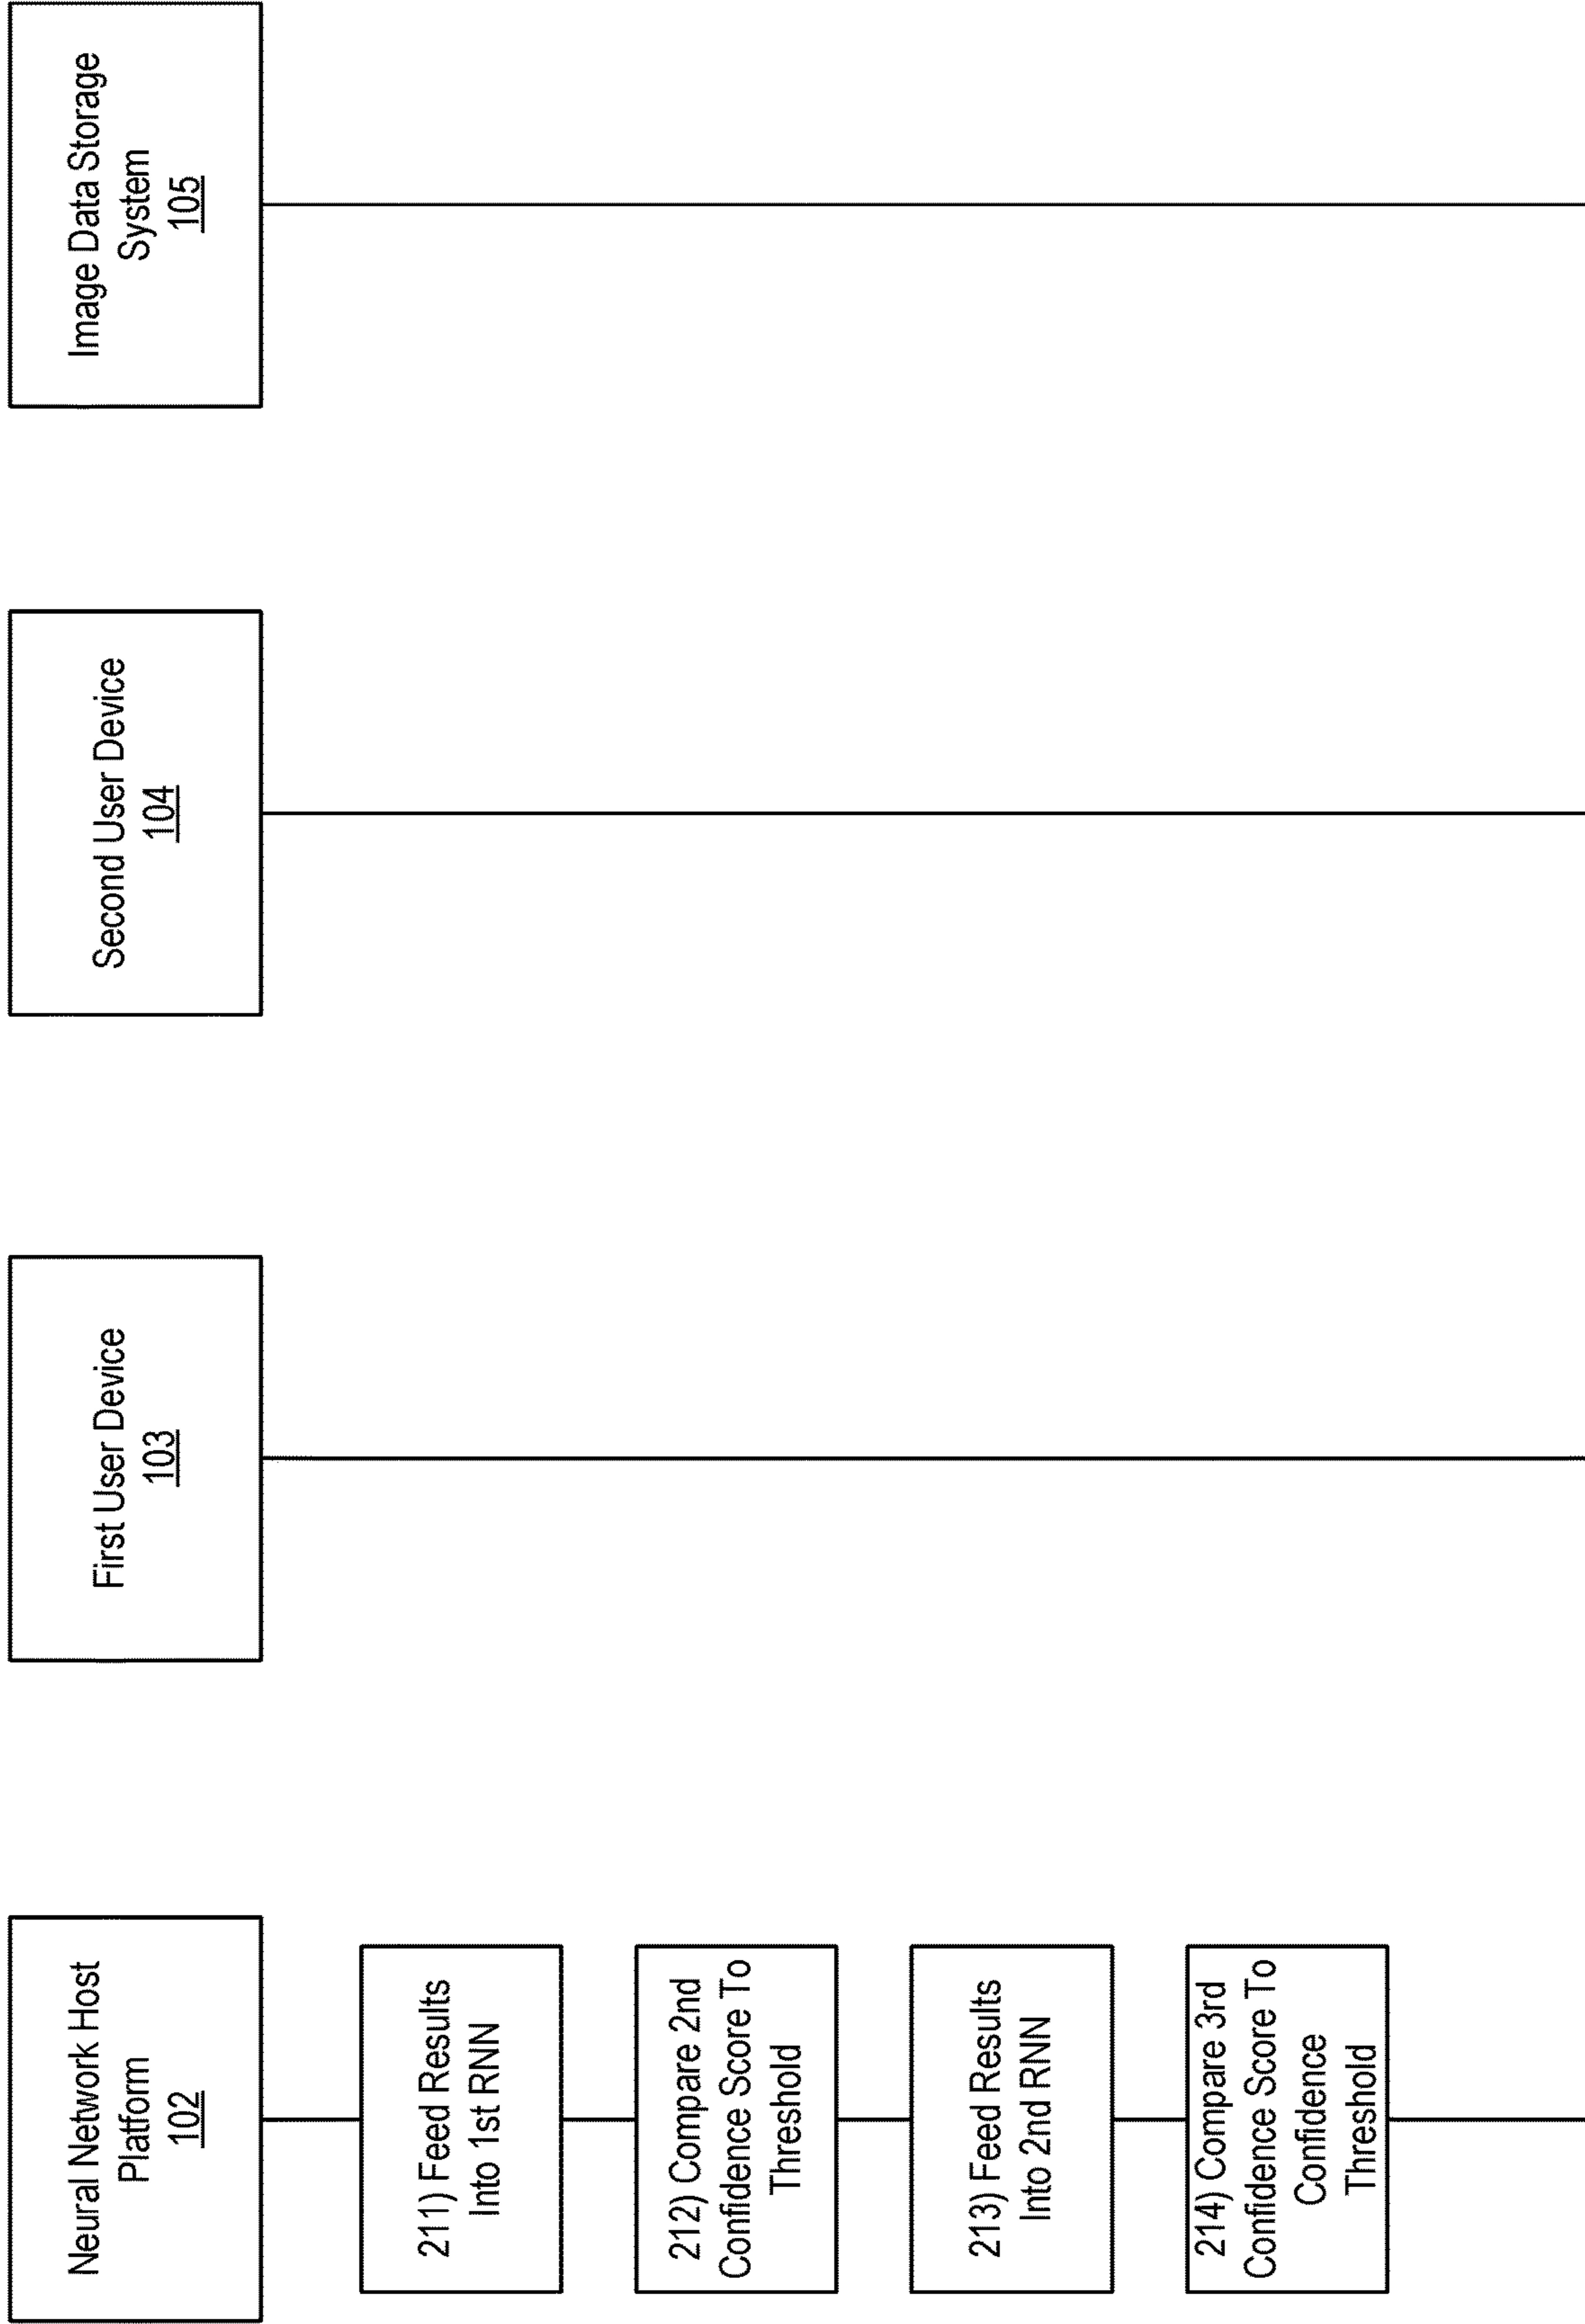 Neural Network Host
Platform
102
First User Device
103
Second User Device
104
Image Data Storage
System
105
211) Feed Results
Into 1st RNN
212) Compare 2nd
Confidence Score To
Threshold
213) Feed Results
Into 2nd RNN
214) Compare 3rd
Confidence Score To
Confidence
Threshold